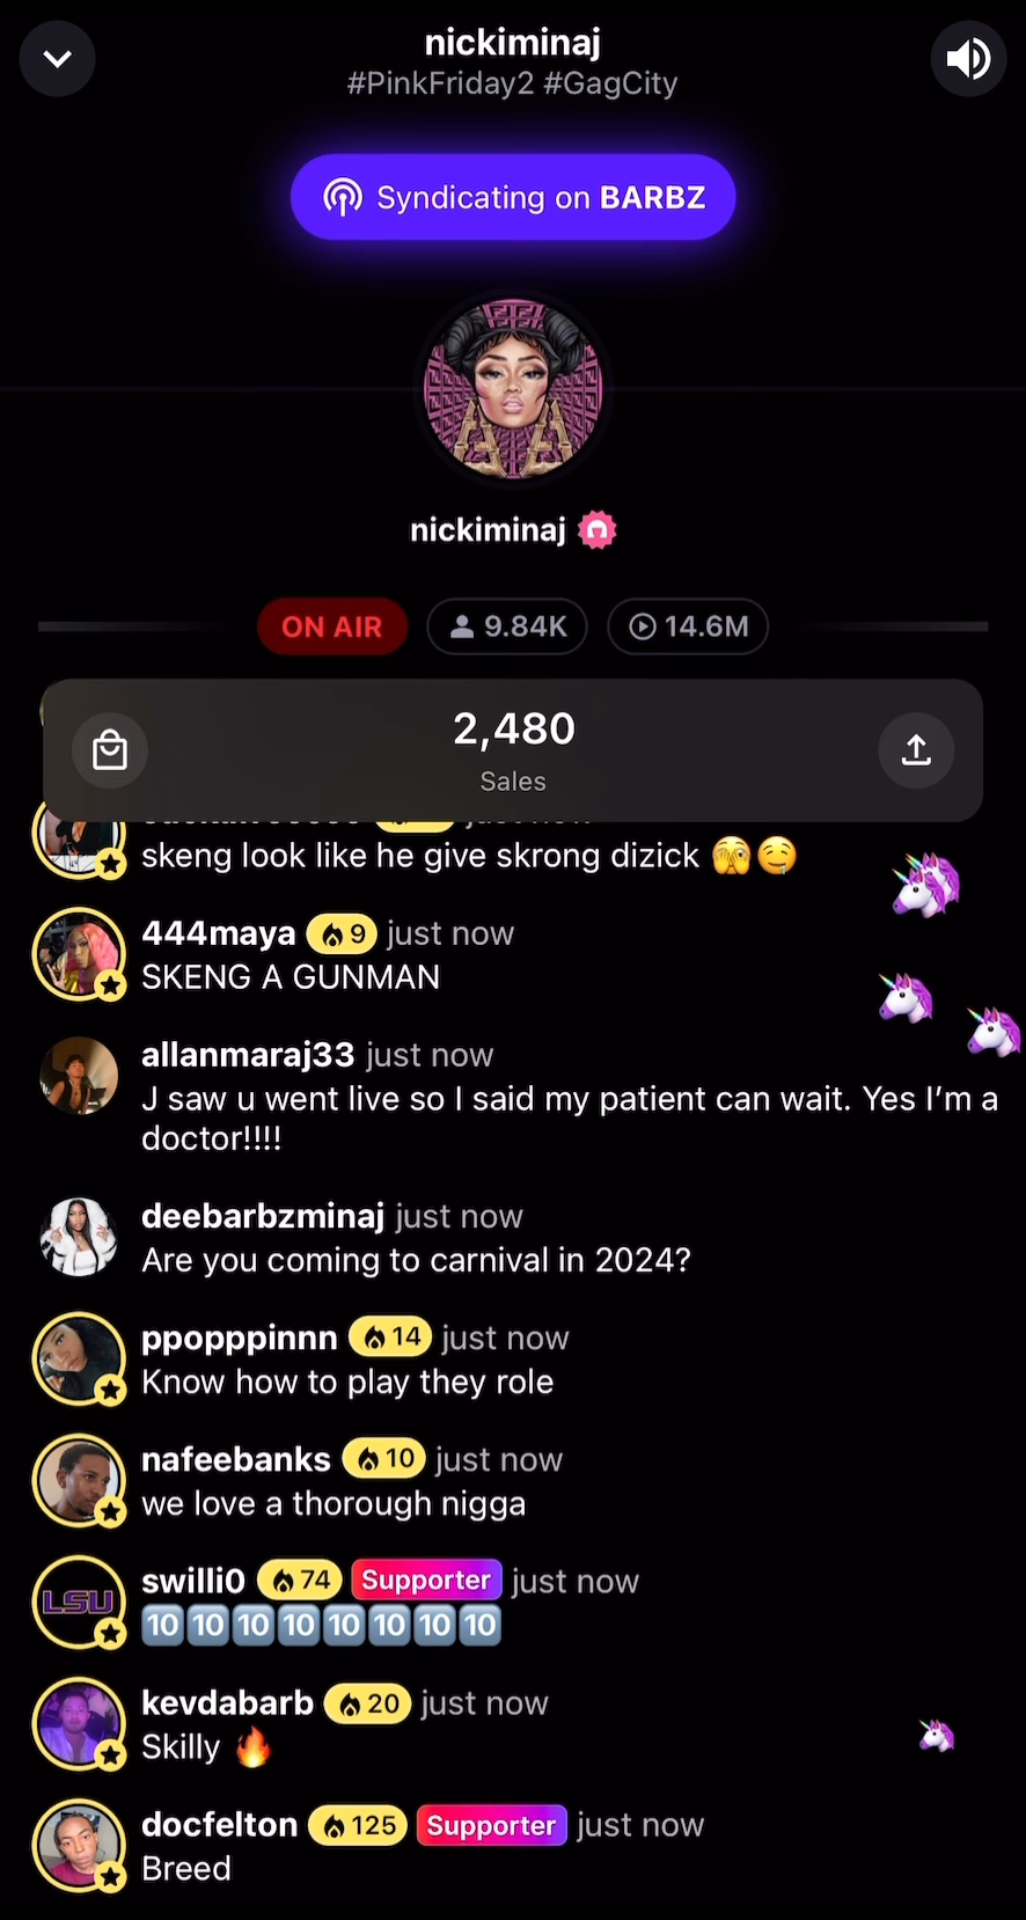 nickiminaj
#PinkFriday2 #GagCity
Syndicating on BARBZ
nickiminaj
ON AIR 9.84K 14.6M
2,480
Sales
skeng look like he give skrong dizick 🫣🤤
444maya 9 just now
SKENG A GUNMAN
allanmaraj33 just now
J saw u went live so I said my patient can wait. Yes I’m a
doctor!!!!
deebarbzminaj just now
Are you coming to carnival in 2024?
ppopppinnn 14 just now
Know how to play they role
nafeebanks 10 just now
we love a thorough nigga
swilli0 74 Supporter just now
LSU
🔟🔟🔟🔟🔟🔟🔟🔟
kevdabarb 20 just now
Skilly 🔥
docfelton 125 Supporter just now
Breed